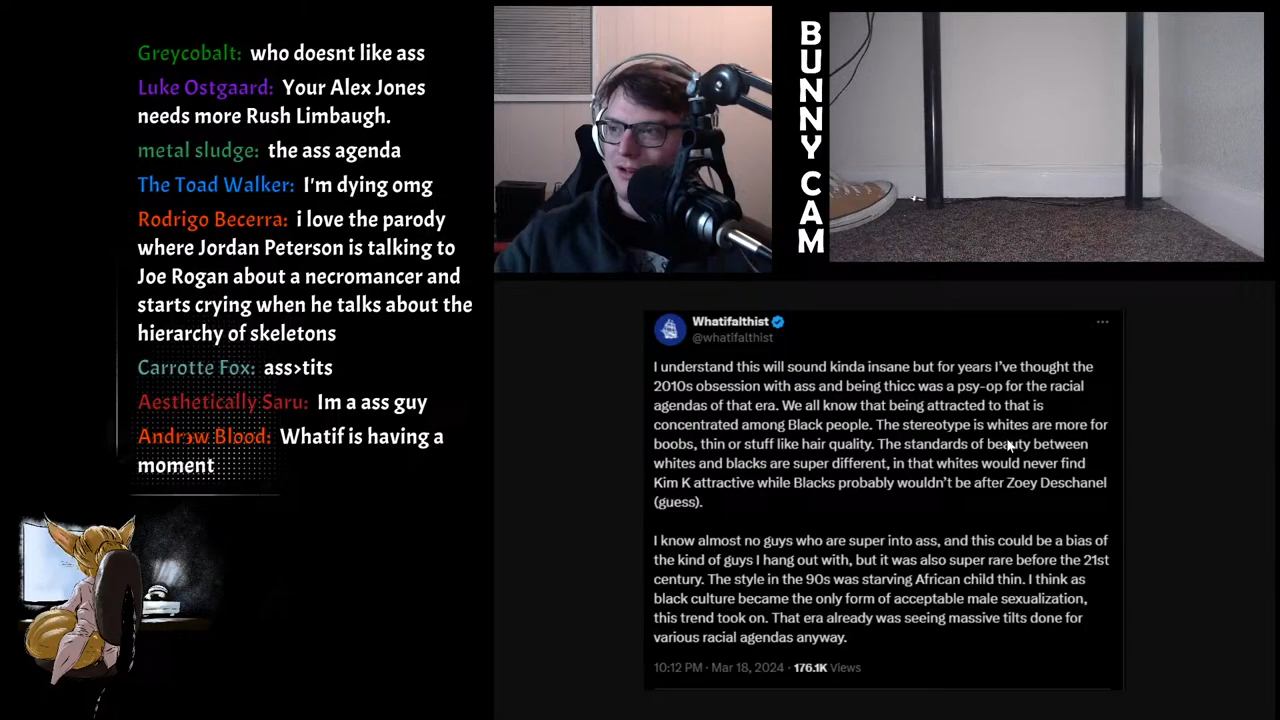 Greycobalt: who doesnt like ass
Luke Ostgaard: Your Alex Jones
needs more Rush Limbaugh.
metal sludge: the ass agenda
The Toad Walker: I'm dying omg
Rodrigo Becerra: i love the parody
where Jordan Peterson is talking to
Joe Rogan about a necromancer and
starts crying when he talks about the
hierarchy of skeletons
Carrotte Fox: ass>tits
Aesthetically Saru: Im a ass guy
Andrew Blood: Whatif is having a
moment
BUNNY CAM
Whatifalthist
@whatifalthist
I understand this will sound kinda insane but for years I've thought the
2010s obsession with ass and being thicc was a psy-op for the racial
agendas of that era. We all know that being attracted to that is
concentrated among Black people. The stereotype is whites are more for
boobs, thin or stuff like hair quality. The standards of beauty between
whites and blacks are super different, in that whites would never find
Kim K attractive while Blacks probably wouldn't be after Zoey Deschanel
(guess).
I know almost no guys who are super into ass, and this could be a bias of
the kind of guys I hang out with, but it was also super rare before the 21st
century. The style in the 90s was starving African child thin. I think as
black culture became the only form of acceptable male sexualization,
this trend took on. That era already was seeing massive tilts done for
various racial agendas anyway.
10:12 PM · Mar 18, 2024 · 176.1K Views